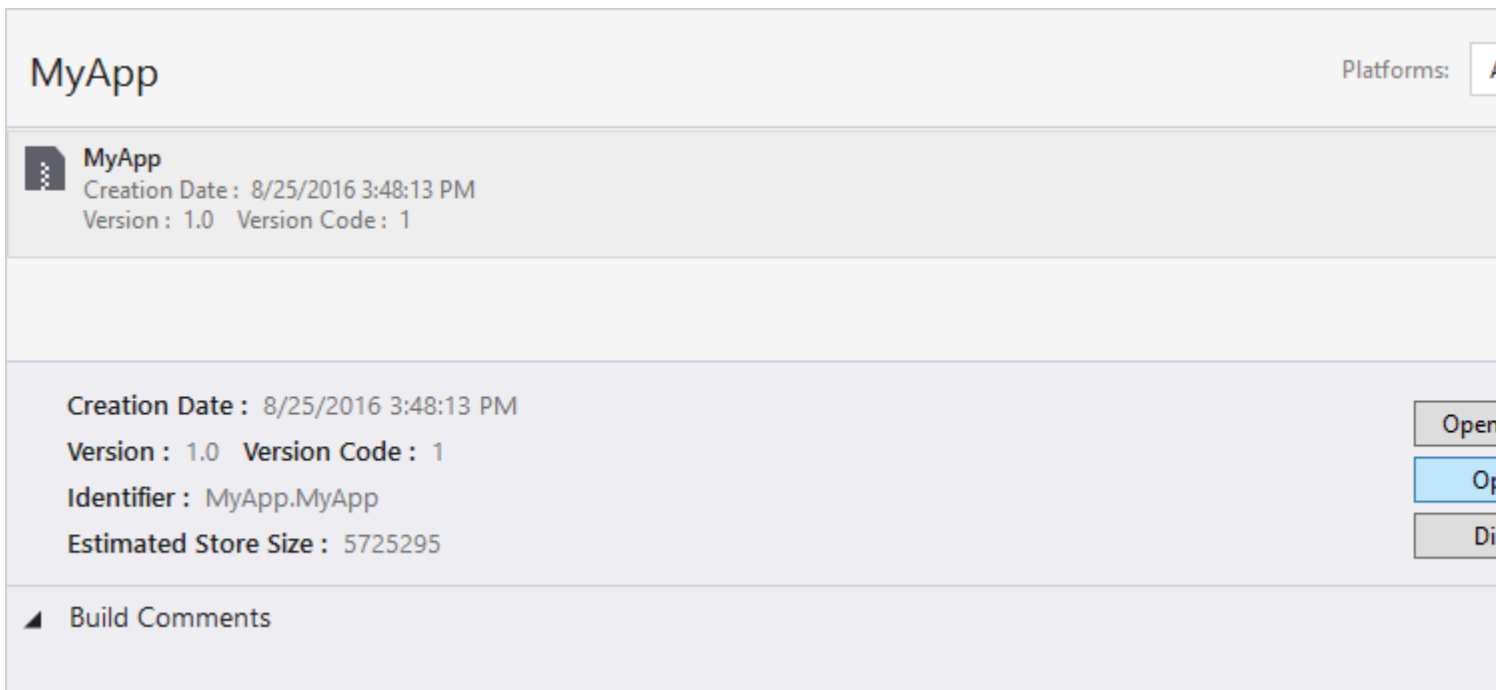 MyApp
Platforms:
MyApp
Creation Date : 8/25/2016 3:48:13 PM
Version : 1.0 Version Code : 1
Creation Date : 8/25/2016 3:48:13 PM
Version : 1.0 Version Code : 1
Identifier : MyApp.MyApp
Estimated Store Size : 5725295
Open
Build Comments